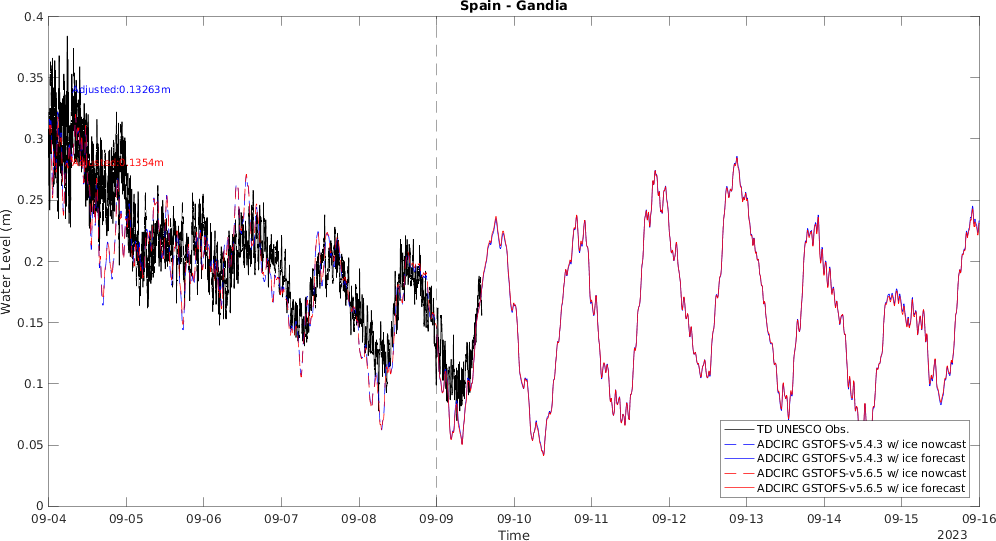 Spain - Gandia
0.4
0.35
0.3
0.25
0.2
0.15
0.1
0.05
0
Water Level (m)
Adjusted:0.13263m
TD UNESCO Obs.
ADCIRC GSTOFS-v5.4.3 w/ ice nowcast
ADCIRC GSTOFS-v5.4.3 w/ ice forecast
ADCIRC GSTOFS-v5.6.5 w/ ice nowcast
ADCIRC GSTOFS-v5.6.5 w/ ice forecast
09-04 09-05 09-06 09-07 09-08 09-09 09-10 09-11 09-12 09-13 09-14 09-15 09-16
Time
2023